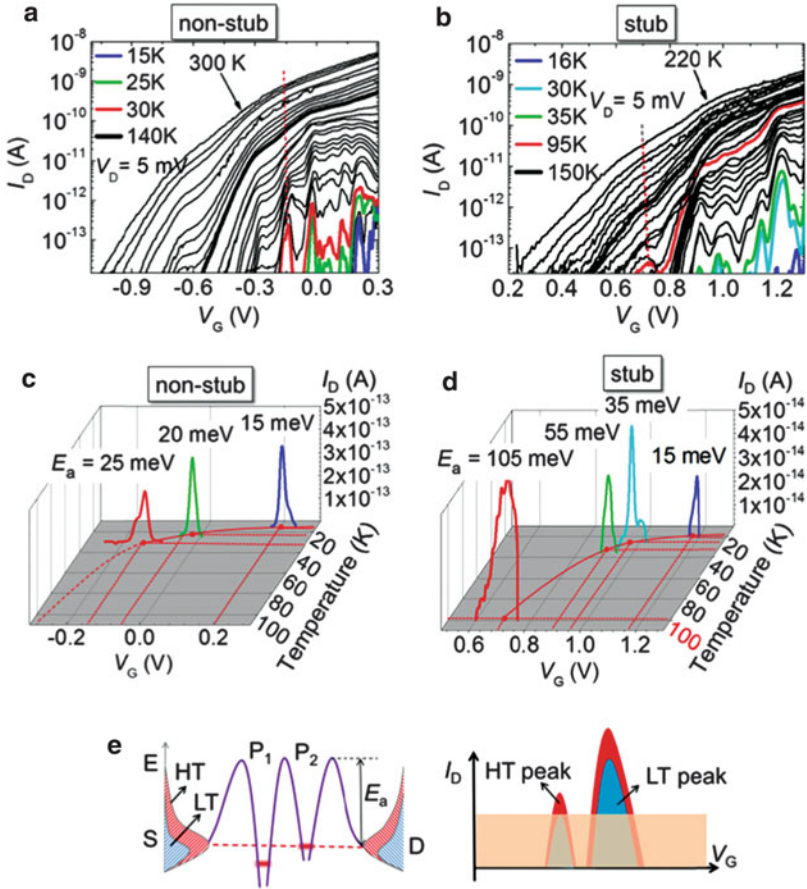 a
non-stub
10⁻⁸
10⁻⁹
10⁻¹⁰
10⁻¹¹
10⁻¹²
10⁻¹³
I_D (A)
15K
25K
30K
140K
V_D = 5 mV
300 K
-0.9
-0.6
-0.3
0.0
0.3
V_G (V)
b
stub
10⁻⁸
10⁻⁹
10⁻¹⁰
10⁻¹¹
10⁻¹²
10⁻¹³
I_D (A)
16K
30K
35K
95K
150K
V_D = 5 mV
220 K
0.2
0.4
0.6
0.8
1.0
1.2
V_G (V)
c
non-stub
I_D (A)
5x10⁻¹³
4x10⁻¹³
3x10⁻¹³
2x10⁻¹³
1x10⁻¹³
E_a = 25 meV
20 meV
15 meV
20
40
60
80
100
Temperature (K)
-0.2
0.0
0.2
V_G (V)
d
stub
I_D (A)
5x10⁻¹⁴
4x10⁻¹⁴
3x10⁻¹⁴
2x10⁻¹⁴
1x10⁻¹⁴
E_a = 105 meV
55 meV
35 meV
15 meV
20
40
60
80
100
Temperature (K)
0.6
0.8
1.0
1.2
V_G (V)
e
E
HT
LT
S
P₁
P₂
E_a
D
I_D
HT peak
LT peak
V_G